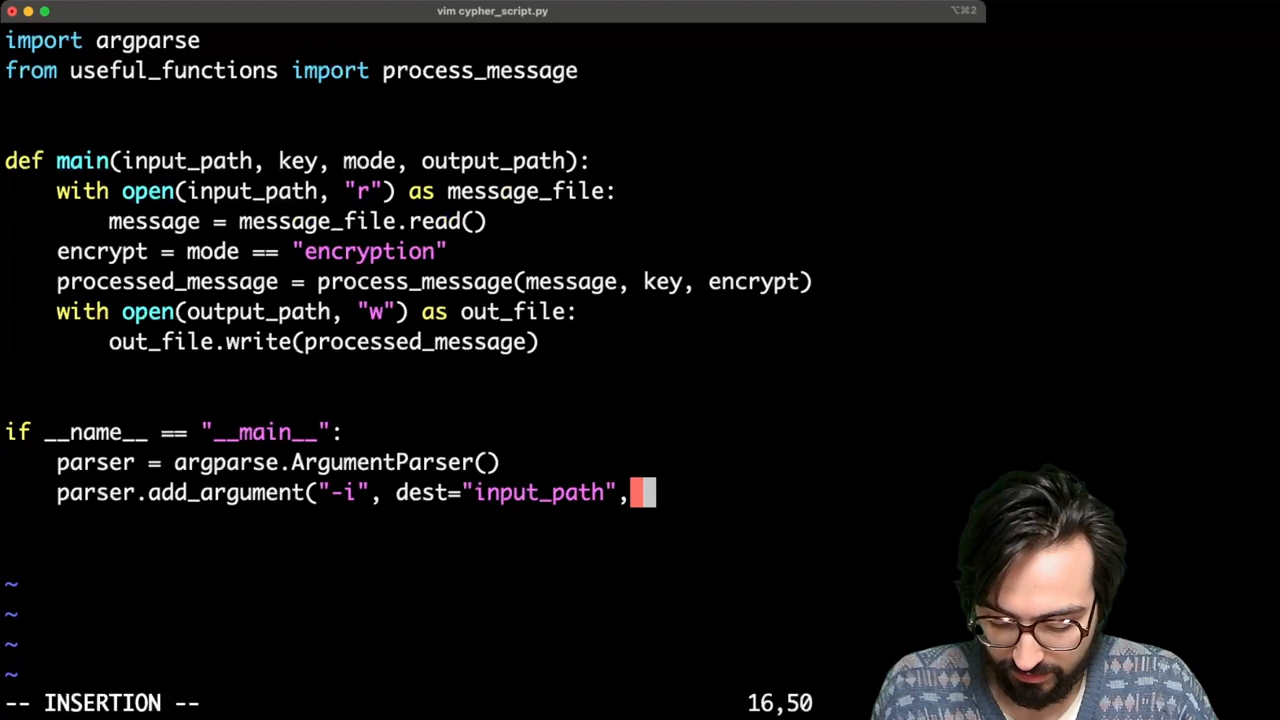 vim cypher_script.py
⌥⌘2
import argparse
from useful_functions import process_message
def main(input_path, key, mode, output_path):
    with open(input_path, "r") as message_file:
        message = message_file.read()
    encrypt = mode == "encryption"
    processed_message = process_message(message, key, encrypt)
    with open(output_path, "w") as out_file:
        out_file.write(processed_message)
if __name__ == "__main__":
    parser = argparse.ArgumentParser()
    parser.add_argument("-i", dest="input_path",
~
~
~
~
-- INSERTION --
16,50